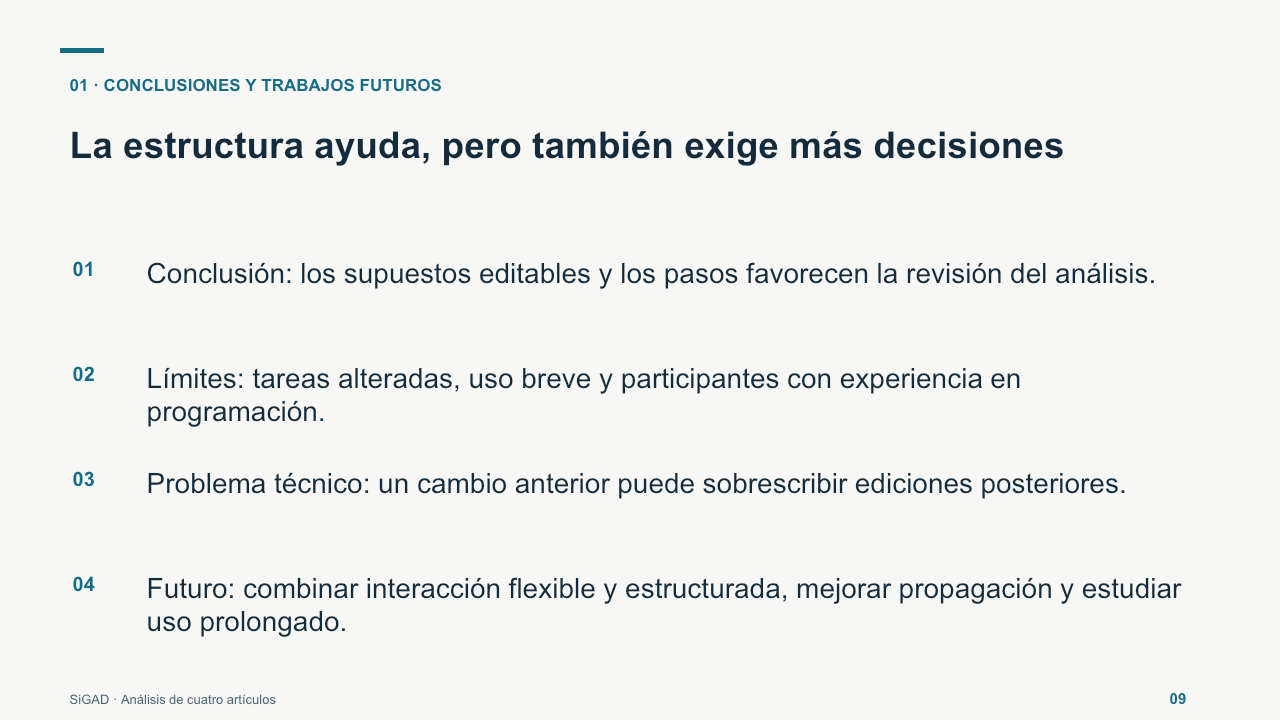 01 · CONCLUSIONES Y TRABAJOS FUTUROS
La estructura ayuda, pero también exige más decisiones
01
Conclusión: los supuestos editables y los pasos favorecen la revisión del análisis.
02
Límites: tareas alteradas, uso breve y participantes con experiencia en
programación.
03
Problema técnico: un cambio anterior puede sobrescribir ediciones posteriores.
04
Futuro: combinar interacción flexible y estructurada, mejorar propagación y estudiar
uso prolongado.
SiGAD · Análisis de cuatro artículos
09